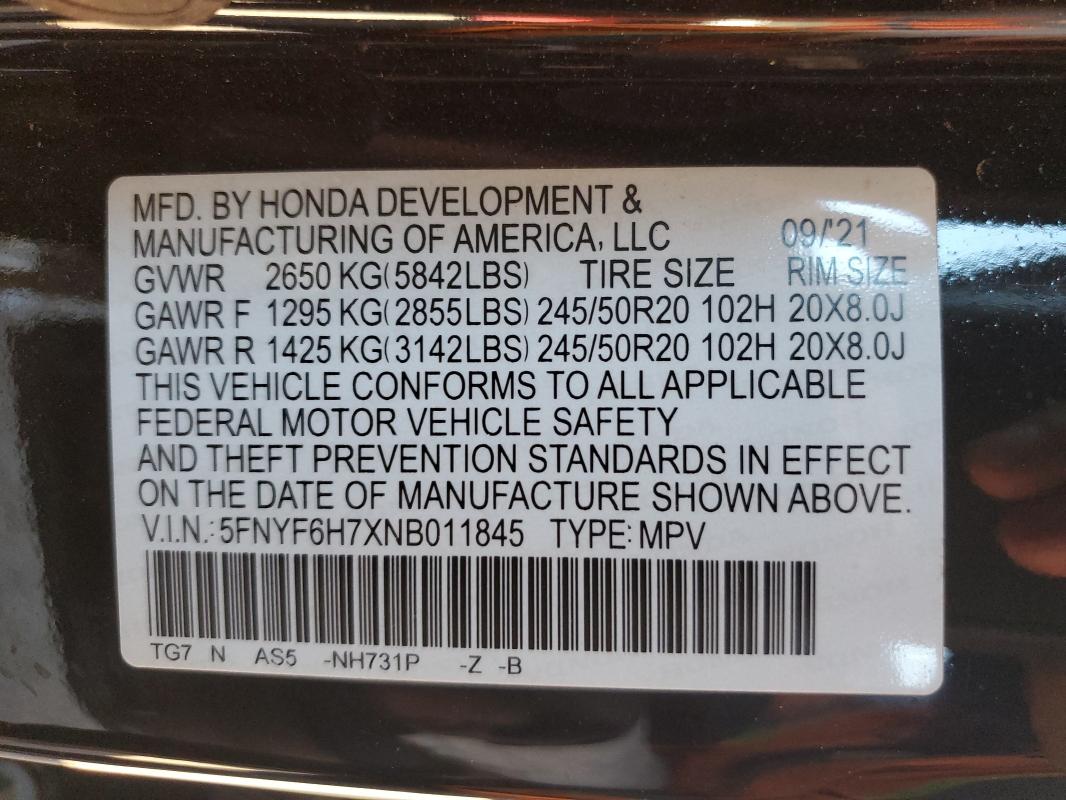 MFD. BY HONDA DEVELOPMENT &
MANUFACTURING OF AMERICA, LLC 09/'21
GVWR 2650 KG(5842LBS) TIRE SIZE RIM SIZE
GAWR F 1295 KG(2855LBS) 245/50R20 102H 20X8.0J
GAWR R 1425 KG(3142LBS) 245/50R20 102H 20X8.0J
THIS VEHICLE CONFORMS TO ALL APPLICABLE
FEDERAL MOTOR VEHICLE SAFETY
AND THEFT PREVENTION STANDARDS IN EFFECT
ON THE DATE OF MANUFACTURE SHOWN ABOVE.
V.I.N.: 5FNYF6H7XNB011845 TYPE: MPV
TG7 N AS5 -NH731P -Z -B